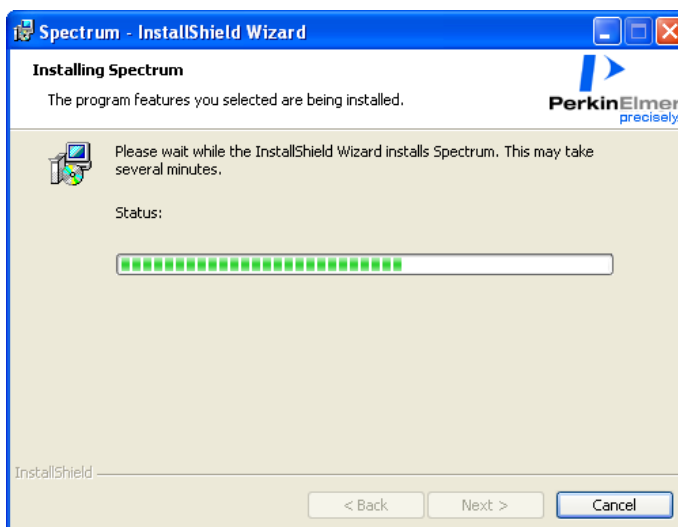 Spectrum - InstallShield Wizard
Installing Spectrum
The program features you selected are being installed.
PerkinElmer
precisely
Please wait while the InstallShield Wizard installs Spectrum. This may take
several minutes.
Status:
InstallShield
< Back Next > Cancel